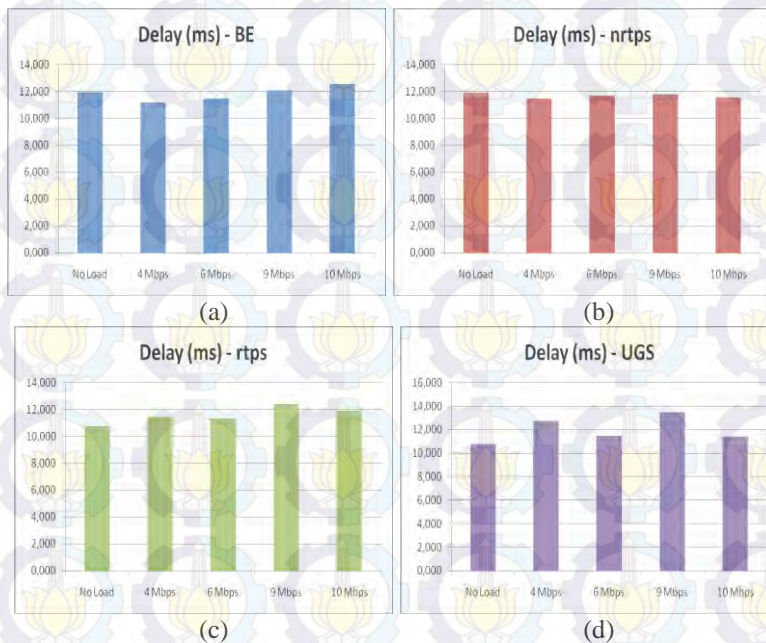 Delay (ms) - BE
14,000
12,000
10,000
8,000
6,000
4,000
2,000
0,000
No Load 4 Mbps 6 Mbps 9 Mbps 10 Mbps
(a)
Delay (ms) - nrtps
14,000
12,000
10,000
8,000
6,000
4,000
2,000
0,000
No Load 4 Mbps 6 Mbps 9 Mbps 10 Mbps
(b)
Delay (ms) - rtps
14,000
12,000
10,000
8,000
6,000
4,000
2,000
0,000
No Load 4 Mbps 6 Mbps 9 Mbps 10 Mbps
(c)
Delay (ms) - UGS
16,000
14,000
12,000
10,000
8,000
6,000
4,000
2,000
0,000
No Load 4 Mbps 6 Mbps 9 Mbps 10 Mbps
(d)